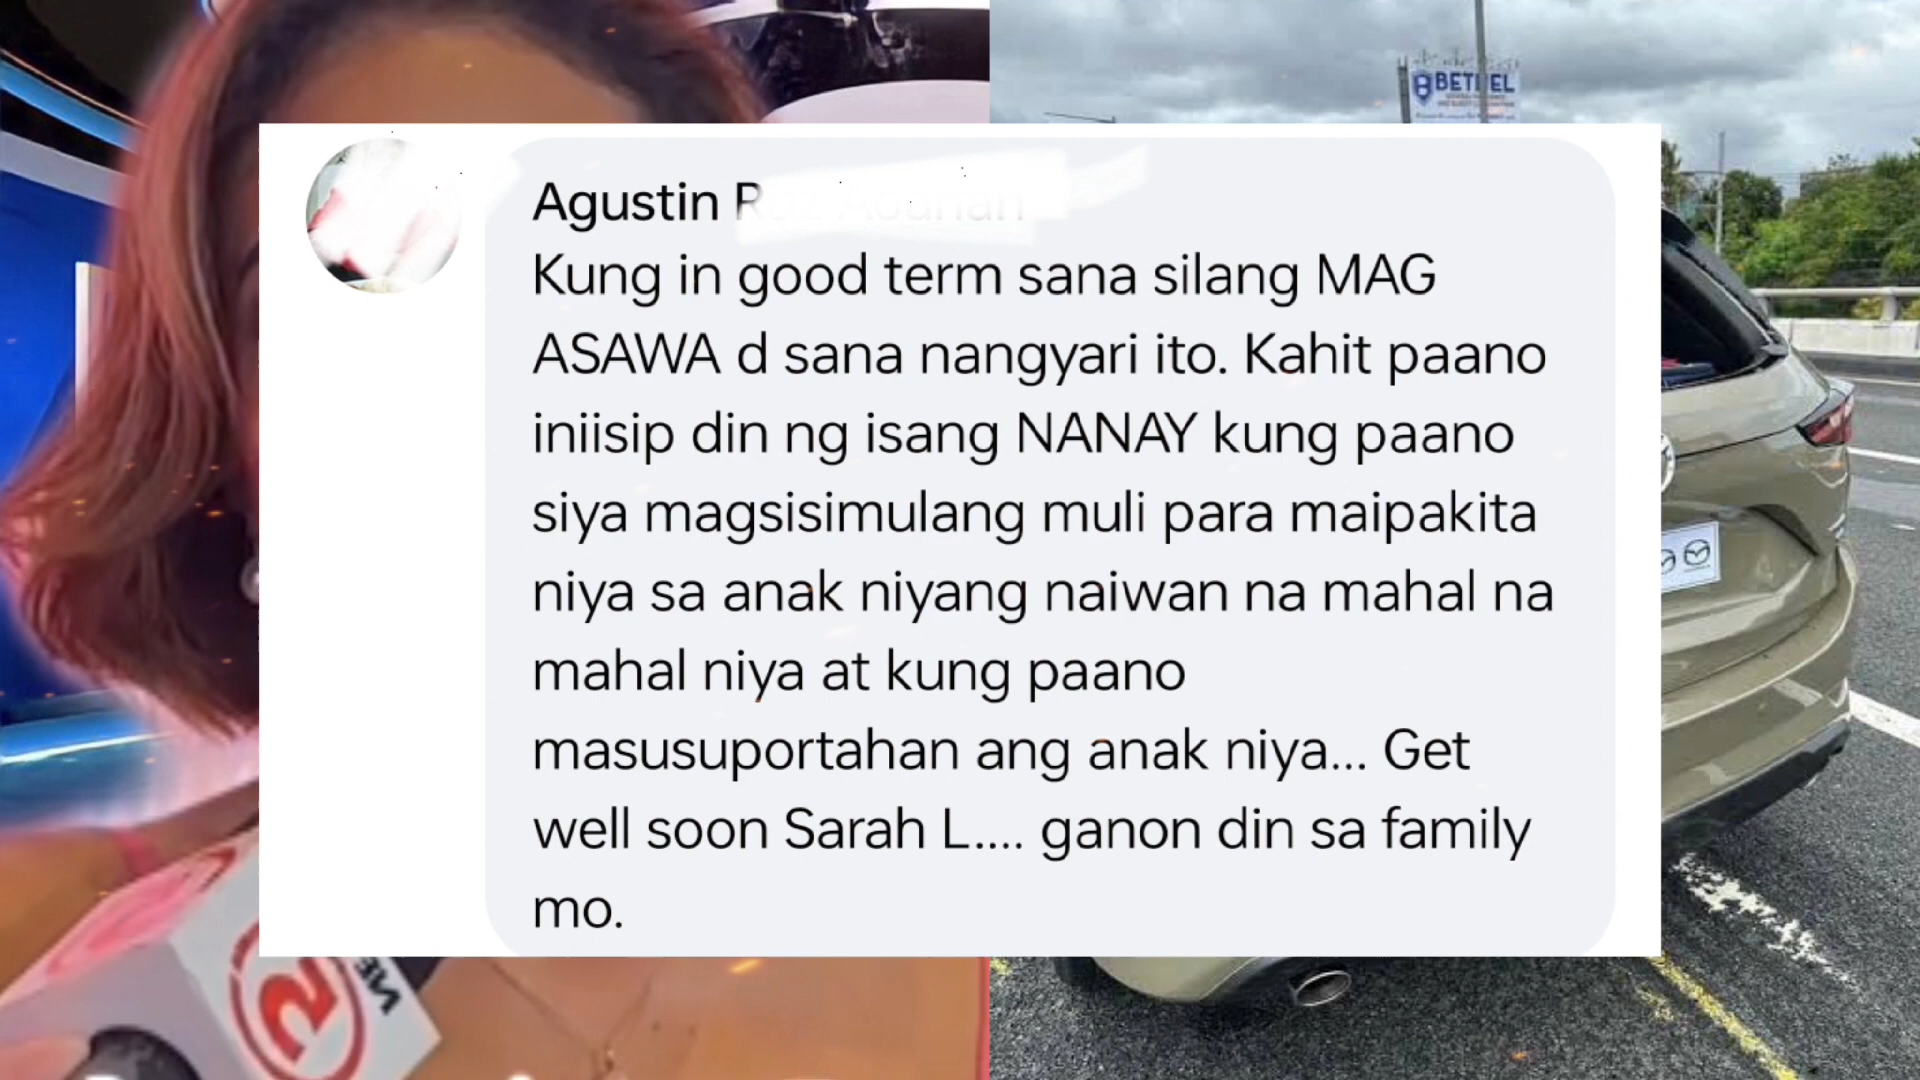 BETHEL
Agustin
Kung in good term sana silang MAG
ASAWA d sana nangyari ito. Kahit paano
iniisip din ng isang NANAY kung paano
siya magsisimulang muli para maipakita
niya sa anak niyang naiwan na mahal na
mahal niya at kung paano
masusuportahan ang anak niya... Get
well soon Sarah L.... ganon din sa family
mo.